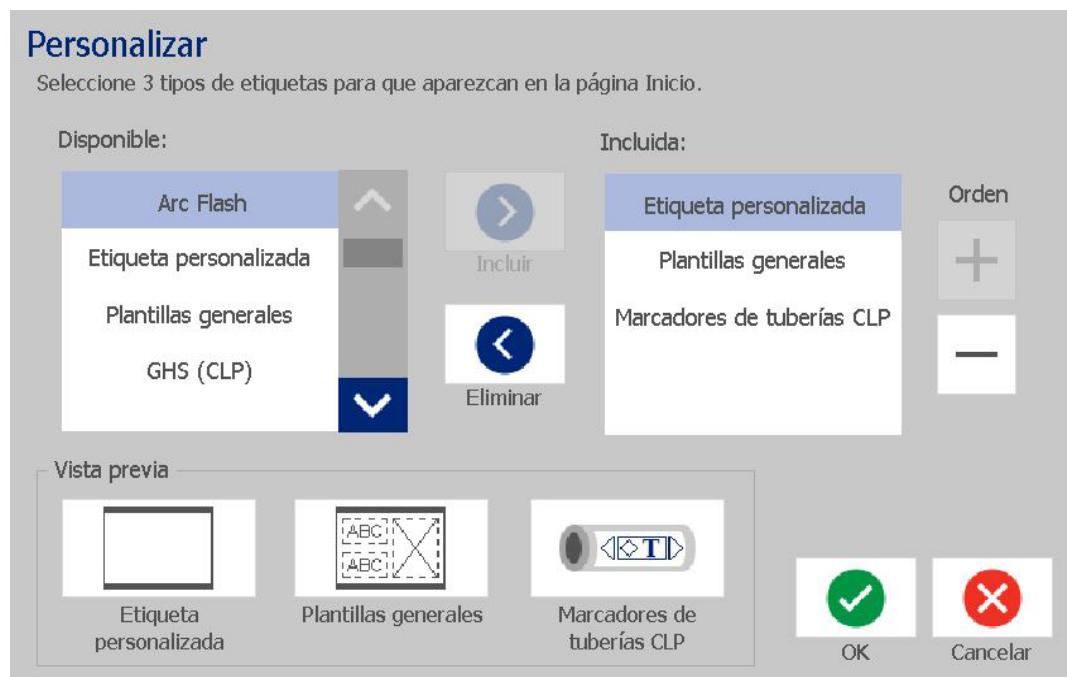 Personalizar
Seleccione 3 tipos de etiquetas para que aparezcan en la página Inicio.
Disponible:
Incluida:
Arc Flash
Etiqueta personalizada
Plantillas generales
GHS (CLP)
Incluir
Eliminar
Etiqueta personalizada
Plantillas generales
Marcadores de tuberías CLP
Orden
Vista previa
ABC
ABC
T
Etiqueta
personalizada
Plantillas generales
Marcadores de
tuberías CLP
OK
Cancelar